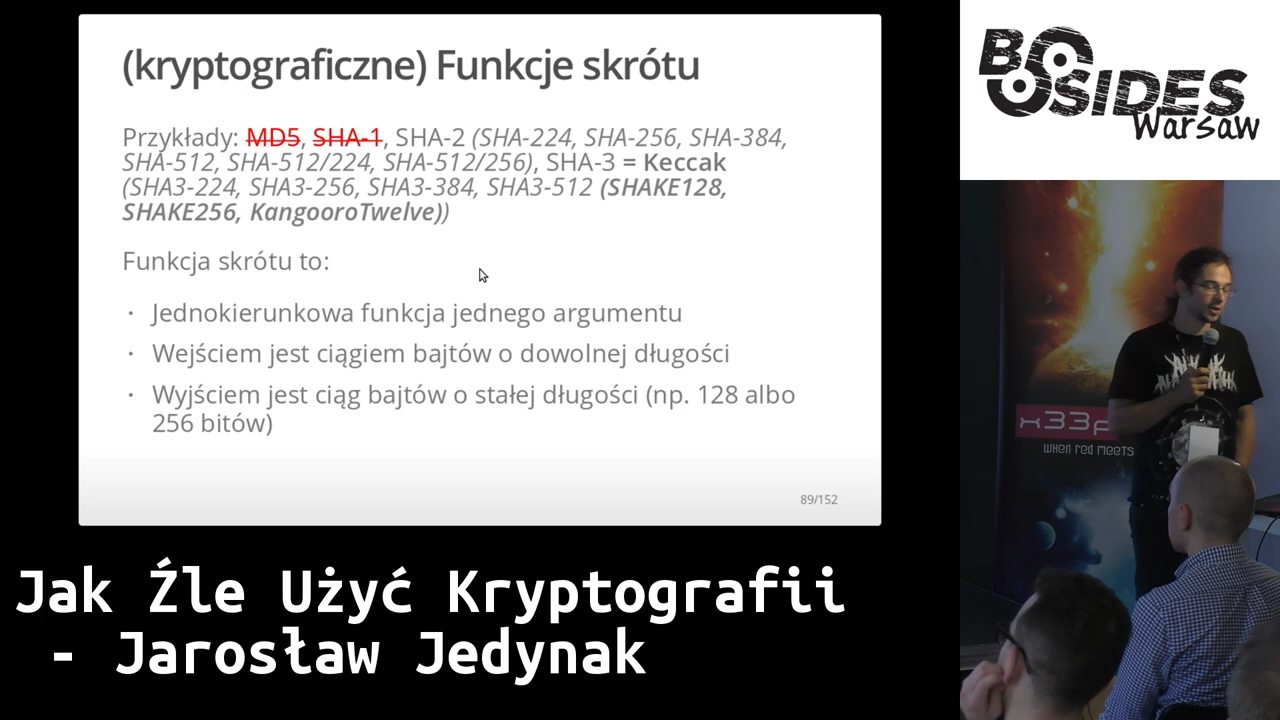 (kryptograficzne) Funkcje skrótu
Przykłady: MD5, SHA-1, SHA-2 (SHA-224, SHA-256, SHA-384,
SHA-512, SHA-512/224, SHA-512/256), SHA-3 = Keccak
(SHA3-224, SHA3-256, SHA3-384, SHA3-512 (SHAKE128,
SHAKE256, KangooroTwelve))
Funkcja skrótu to:
· Jednokierunkowa funkcja jednego argumentu
· Wejściem jest ciągiem bajtów o dowolnej długości
· Wyjściem jest ciąg bajtów o stałej długości (np. 128 albo
256 bitów)
89/152
Jak Źle Użyć Kryptografii
- Jarosław Jedynak
BSIDES
Warsaw
x33f
when red meets